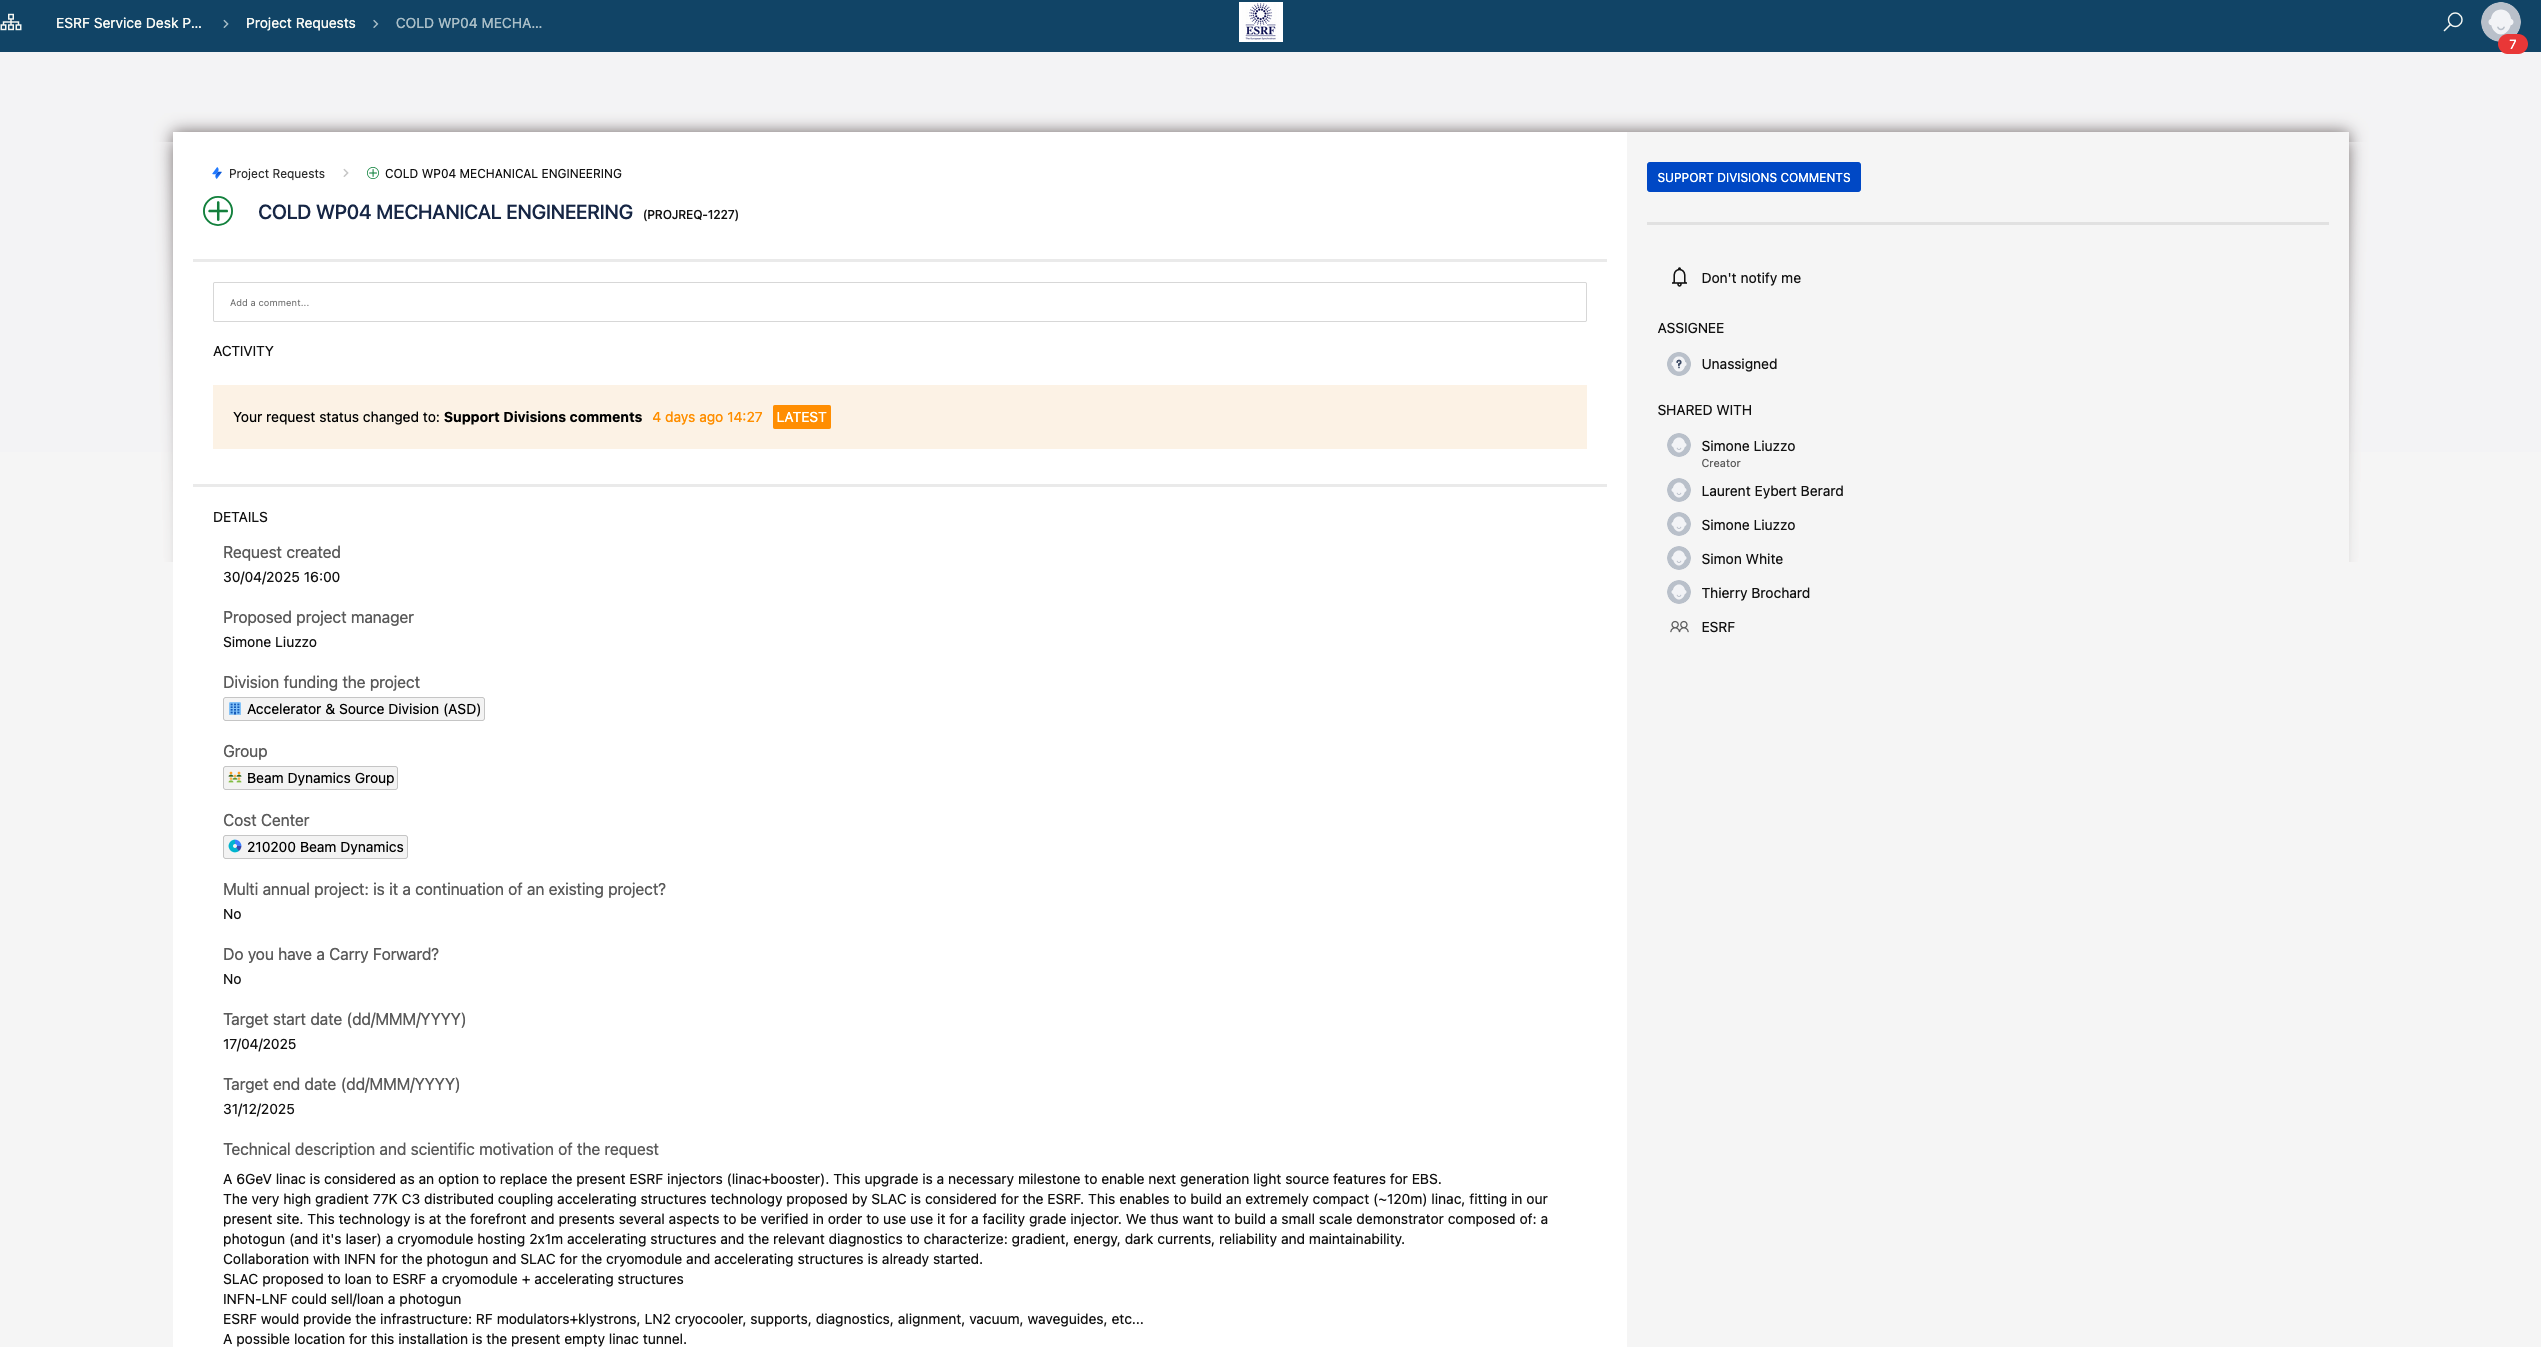 ESRF Service Desk P... > Project Requests > COLD WP04 MECHA...
ESRF
7
Project Requests > COLD WP04 MECHANICAL ENGINEERING
COLD WP04 MECHANICAL ENGINEERING (PROJREQ-1227)
Add a comment...
ACTIVITY
Your request status changed to: Support Divisions comments 4 days ago 14:27 LATEST
DETAILS
Request created
30/04/2025 16:00
Proposed project manager
Simone Liuzzo
Division funding the project
Accelerator & Source Division (ASD)
Group
Beam Dynamics Group
Cost Center
210200 Beam Dynamics
Multi annual project: is it a continuation of an existing project?
No
Do you have a Carry Forward?
No
Target start date (dd/MMM/YYYY)
17/04/2025
Target end date (dd/MMM/YYYY)
31/12/2025
Technical description and scientific motivation of the request
A 6GeV linac is considered as an option to replace the present ESRF injectors (linac+booster). This upgrade is a necessary milestone to enable next generation light source features for EBS.
The very high gradient 77K C3 distributed coupling accelerating structures technology proposed by SLAC is considered for the ESRF. This enables to build an extremely compact (~120m) linac, fitting in our
present site. This technology is at the forefront and presents several aspects to be verified in order to use use it for a facility grade injector. We thus want to build a small scale demonstrator composed of: a
photogun (and it's laser) a cryomodule hosting 2x1m accelerating structures and the relevant diagnostics to characterize: gradient, energy, dark currents, reliability and maintainability.
Collaboration with INFN for the photogun and SLAC for the cryomodule and accelerating structures is already started.
SLAC proposed to loan to ESRF a cryomodule + accelerating structures
INFN-LNF could sell/loan a photogun
ESRF would provide the infrastructure: RF modulators+klystrons, LN2 cryocooler, supports, diagnostics, alignment, vacuum, waveguides, etc...
A possible location for this installation is the present empty linac tunnel.
SUPPORT DIVISIONS COMMENTS
Don't notify me
ASSIGNEE
Unassigned
SHARED WITH
Simone Liuzzo
Creator
Laurent Eybert Berard
Simone Liuzzo
Simon White
Thierry Brochard
ESRF